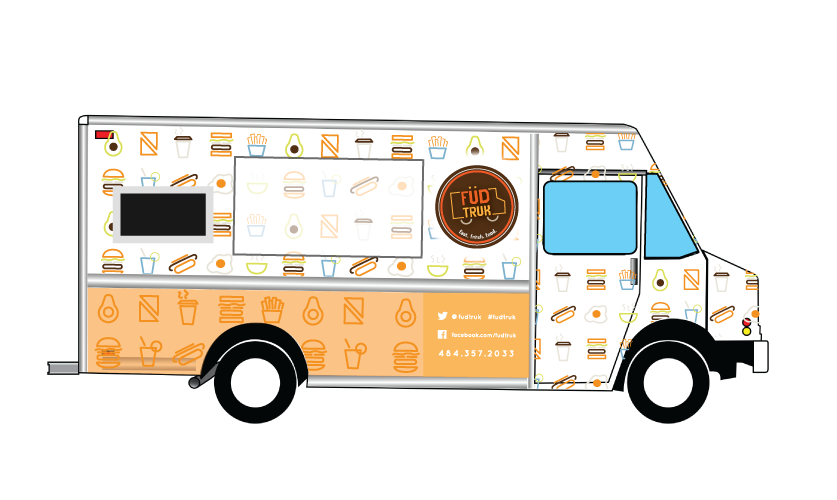 FÜD
TRUK
fast. fresh. food.
@fudtruk #fudtruk
facebook.com/fudtruk
484.357.2033